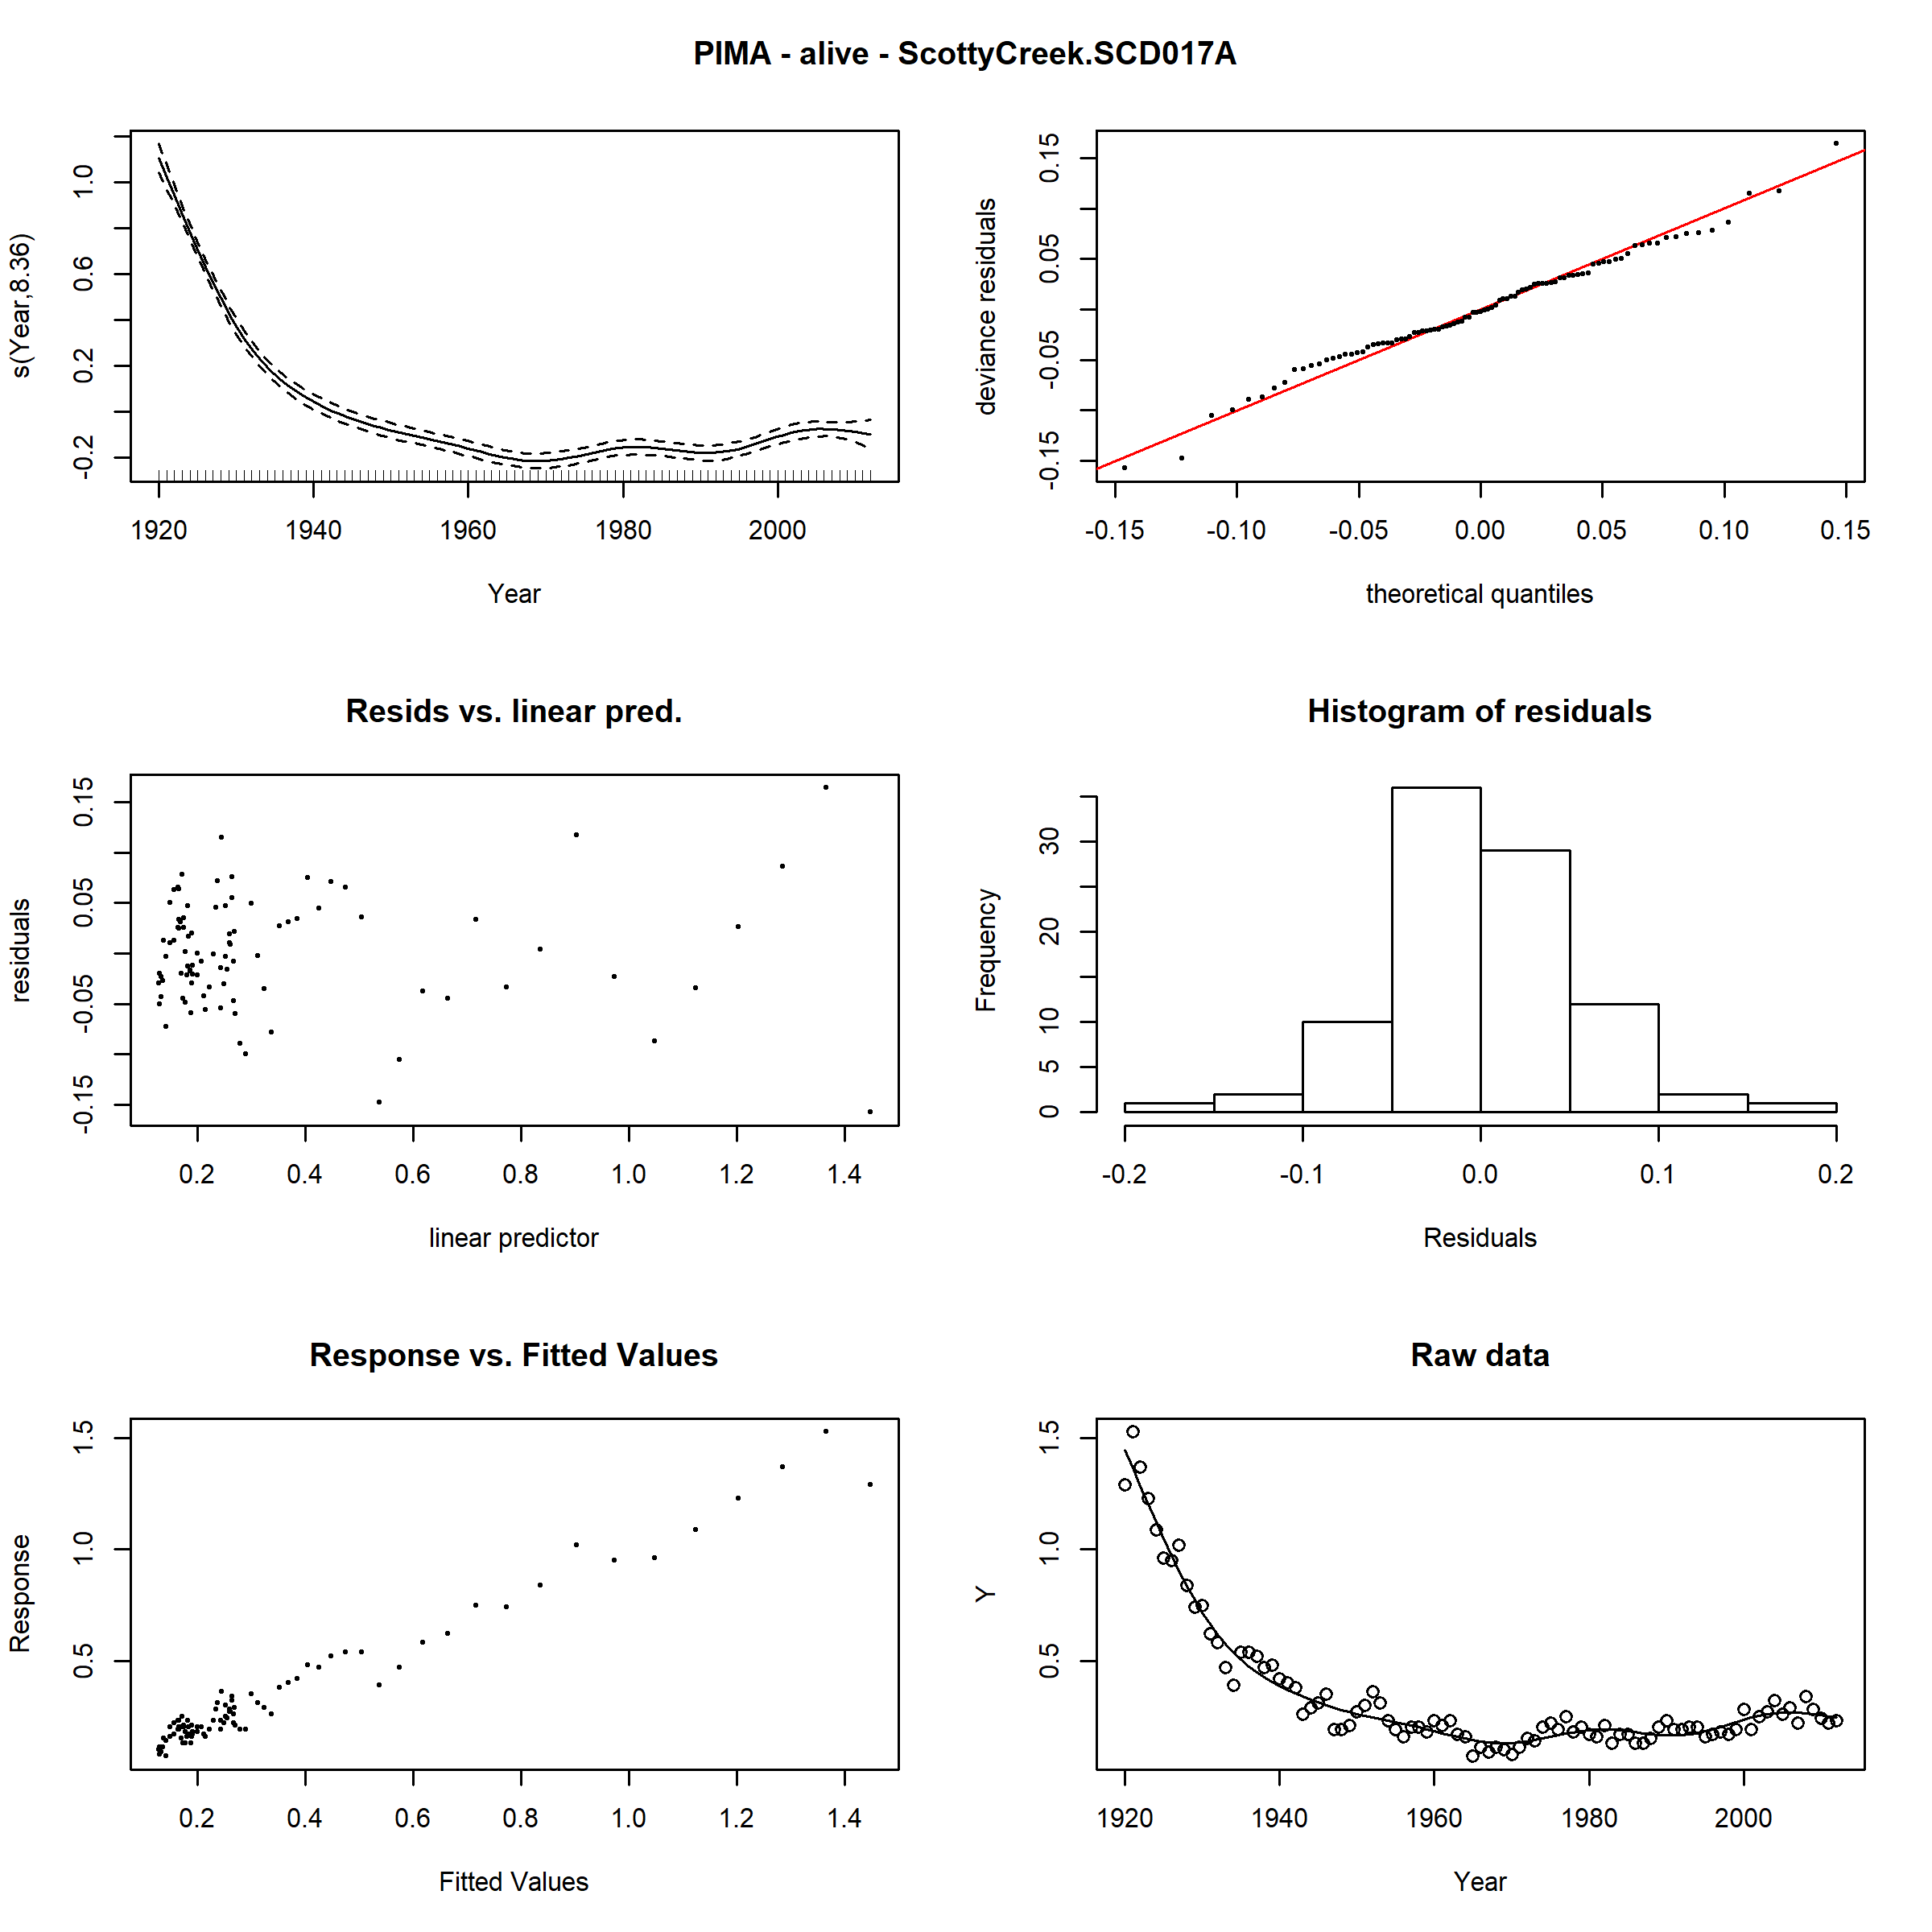 PIMA - alive - ScottyCreek.SCD017A
s(Year,8.36)
-0.2 0.2 0.6 1.0
1920 1940 1960 1980 2000
Year
deviance residuals
-0.15 -0.05 0.05 0.15
-0.15 -0.10 -0.05 0.00 0.05 0.10 0.15
theoretical quantiles
Resids vs. linear pred.
residuals
-0.15 -0.05 0.05 0.15
0.2 0.4 0.6 0.8 1.0 1.2 1.4
linear predictor
Histogram of residuals
Frequency
0 5 10 20 30
-0.2 -0.1 0.0 0.1 0.2
Residuals
Response vs. Fitted Values
Response
0.5 1.0 1.5
0.2 0.4 0.6 0.8 1.0 1.2 1.4
Fitted Values
Raw data
Y
0.5 1.0 1.5
1920 1940 1960 1980 2000
Year